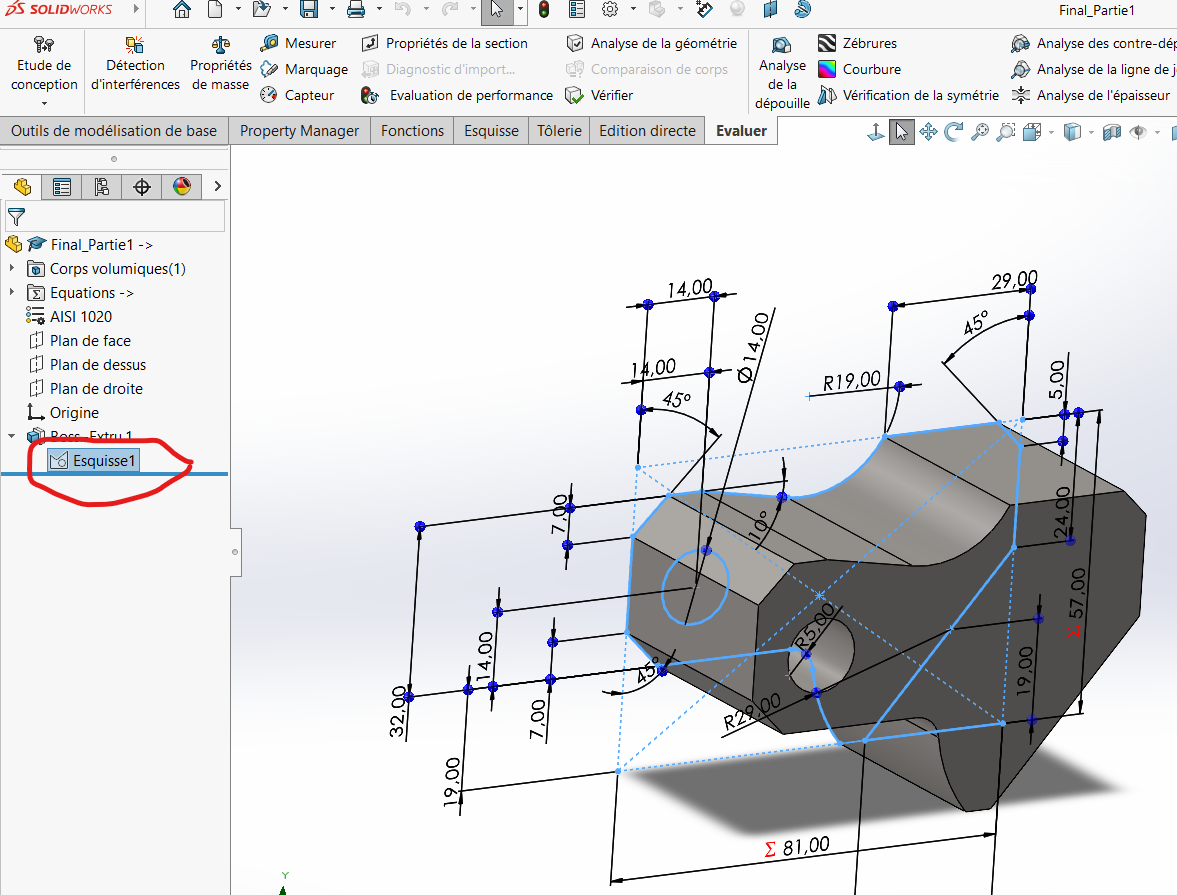 SOLIDWORKS
Final_Partie1
Etude de conception
Détection d'interférences
Propriétés de masse
Mesurer
Marquage
Capteur
Propriétés de la section
Diagnostic d'import...
Evaluation de performance
Analyse de la géométrie
Comparaison de corps
Vérifier
Analyse de la dépouille
Zébrures
Courbure
Vérification de la symétrie
Analyse des contre-dép
Analyse de la ligne de j
Analyse de l'épaisseur
Outils de modélisation de base
Property Manager
Fonctions
Esquisse
Tôlerie
Edition directe
Evaluer
Final_Partie1 ->
Corps volumiques(1)
Equations ->
AISI 1020
Plan de face
Plan de dessus
Plan de droite
Origine
Boss.-Extru.1
Esquisse1
14,00
29,00
45°
Ø14,00
14,00
R19,00
5,00
45°
7,00
10°
24,00
Σ 57,00
R5,00
14,00
45°
19,00
32,00
7,00
R29,00
19,00
Σ 81,00
Y